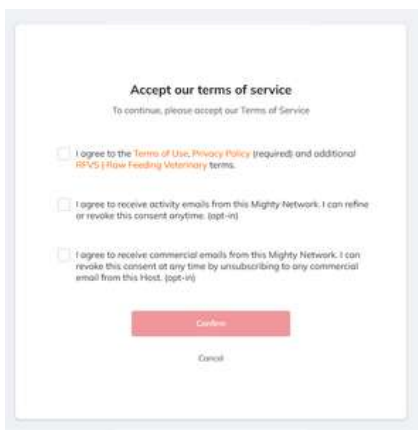 Accept our terms of service
To continue, please accept our Terms of Service
I agree to the Terms of Use, Privacy Policy (required) and additional
RFVS | Raw Feeding Veterinary terms.
I agree to receive activity emails from this Mighty Network. I can refine
or revoke this consent anytime. (opt-in)
I agree to receive commercial emails from this Mighty Network. I can
revoke this consent at any time by unsubscribing to any commercial
email from this Host. (opt-in)
Confirm
Cancel